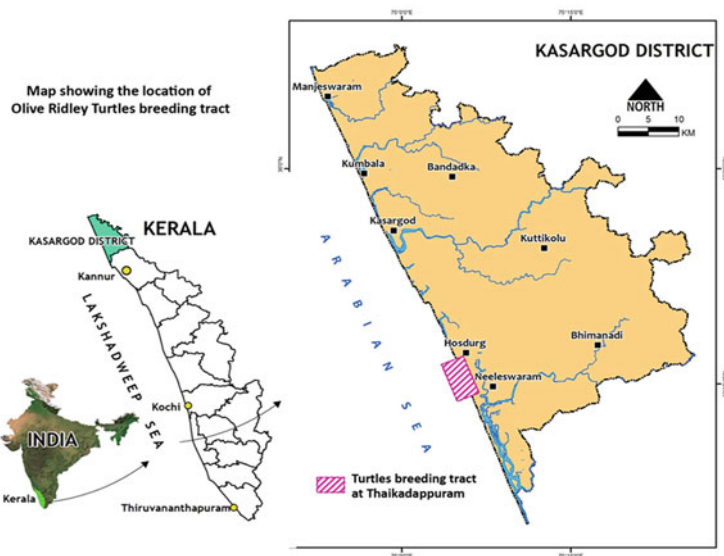 Map showing the location of
Olive Ridley Turtles breeding tract
KERALA
KASARGOD DISTRICT
Kannur
LAKSHADWEEP SEA
Kochi
INDIA
Kerala
Thiruvananthapuram
KASARGOD DISTRICT
NORTH
0 5 10
KM
Manjeswaram
Kumbala
Bandadka
Kasargod
Kuttikolu
ARABIAN SEA
Hosdurg
Bhimanadi
Neeleswaram
Turtles breeding tract
at Thaikadappuram